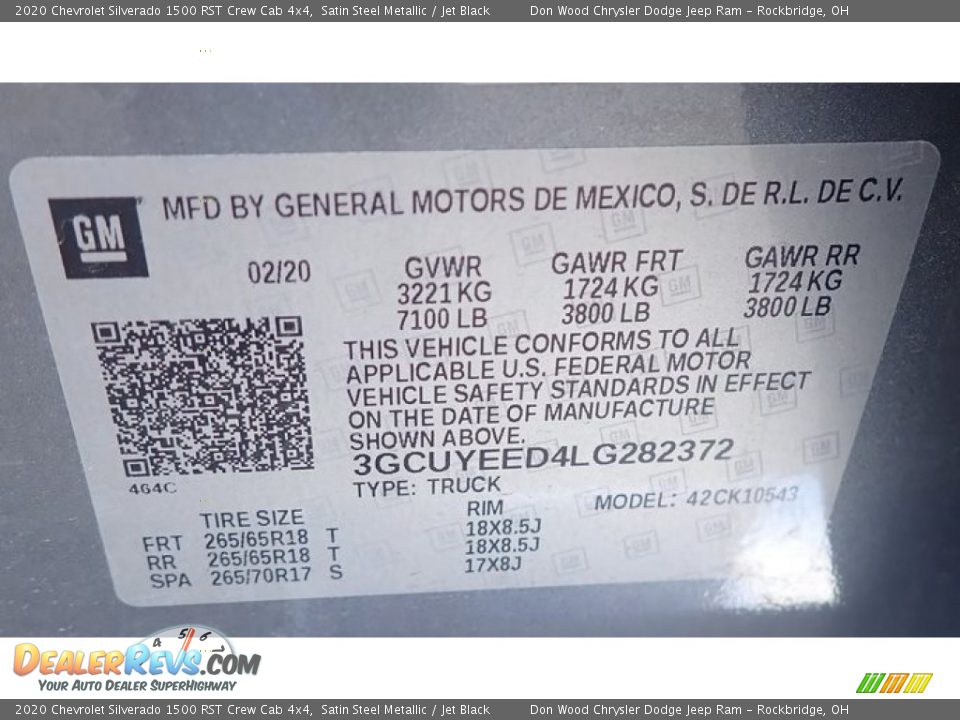 2020 Chevrolet Silverado 1500 RST Crew Cab 4x4, Satin Steel Metallic / Jet Black Don Wood Chrysler Dodge Jeep Ram – Rockbridge, OH
GM
MFD BY GENERAL MOTORS DE MEXICO, S. DE R.L. DE C.V.
02/20 GVWR GAWR FRT GAWR RR
3221 KG 1724 KG 1724 KG
7100 LB 3800 LB 3800 LB
THIS VEHICLE CONFORMS TO ALL
APPLICABLE U.S. FEDERAL MOTOR
VEHICLE SAFETY STANDARDS IN EFFECT
ON THE DATE OF MANUFACTURE
SHOWN ABOVE.
3GCUYEED4LG282372
464C
TYPE: TRUCK MODEL: 42CK10543
TIRE SIZE RIM
FRT 265/65R18 T 18X8.5J
RR 265/65R18 T 18X8.5J
SPA 265/70R17 S 17X8J
4 5 6 7
DealerRevs.com
Your Auto Dealer SuperHighway
2020 Chevrolet Silverado 1500 RST Crew Cab 4x4, Satin Steel Metallic / Jet Black Don Wood Chrysler Dodge Jeep Ram – Rockbridge, OH